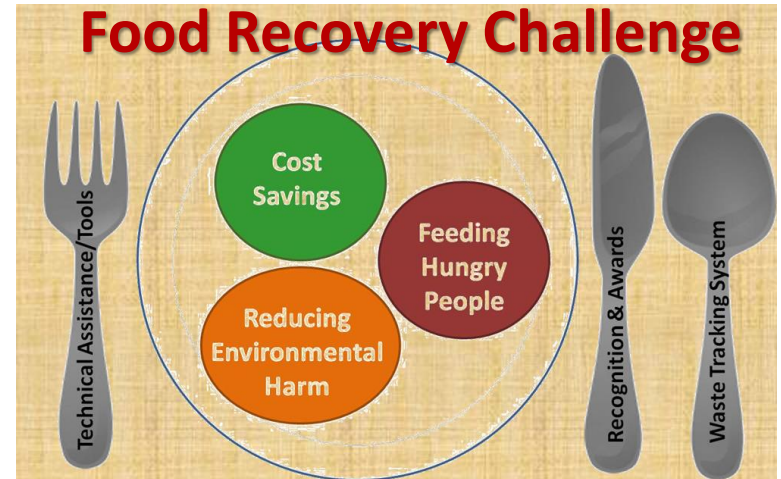 Food Recovery Challenge
Technical Assistance/Tools
Cost
Savings
Feeding
Hungry
People
Reducing
Environmental
Harm
Recognition & Awards
Waste Tracking System